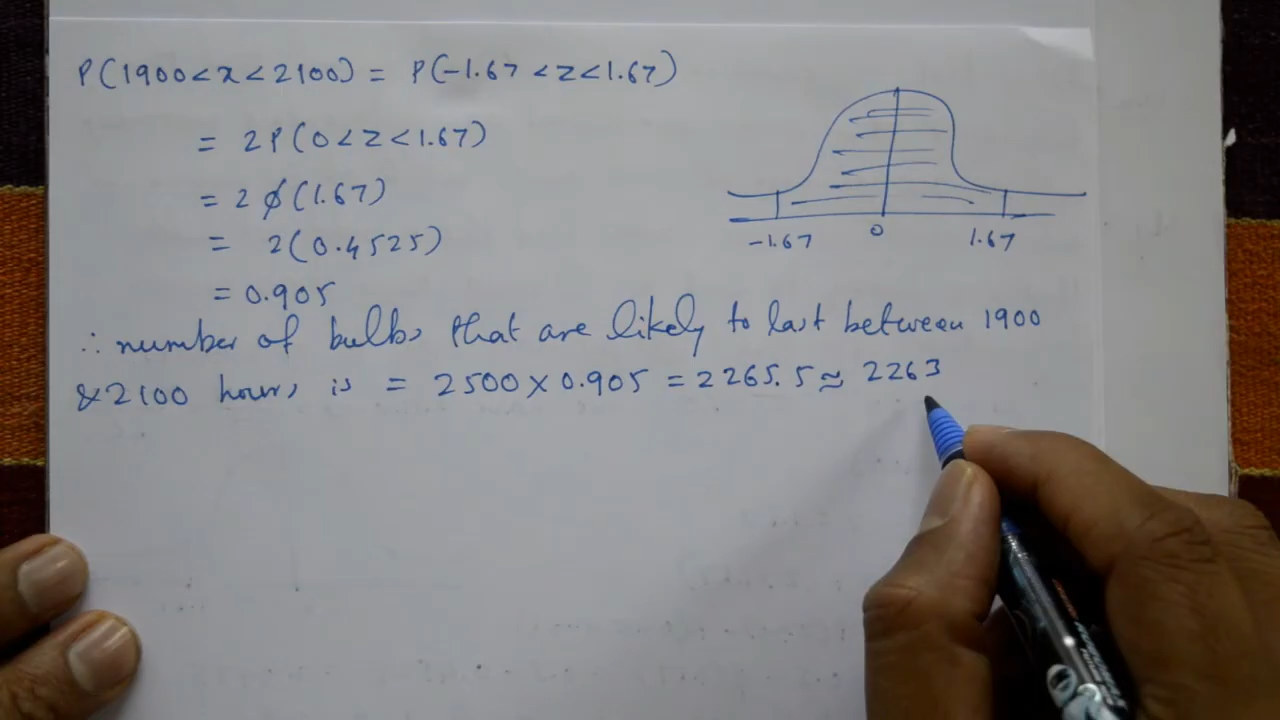 P(1900<x<2100) = P(-1.67 <z<1.67)
= 2P(0<z<1.67)
= 2 ϕ(1.67)
= 2(0.4525)
= 0.905
-1.67 0 1.67
∴ number of bulbs that are likely to last between 1900
& 2100 hours is = 2500 × 0.905 = 2265.5 ≈ 2263